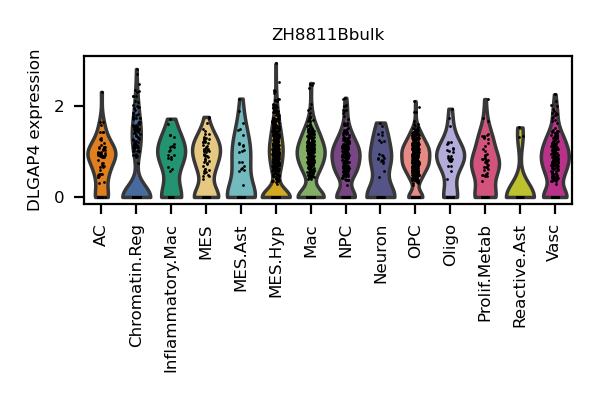 ZH8811Bbulk
DLGAP4 expression
2
0
AC
Chromatin.Reg
Inflammatory.Mac
MES
MES.Ast
MES.Hyp
Mac
NPC
Neuron
OPC
Oligo
Prolif.Metab
Reactive.Ast
Vasc